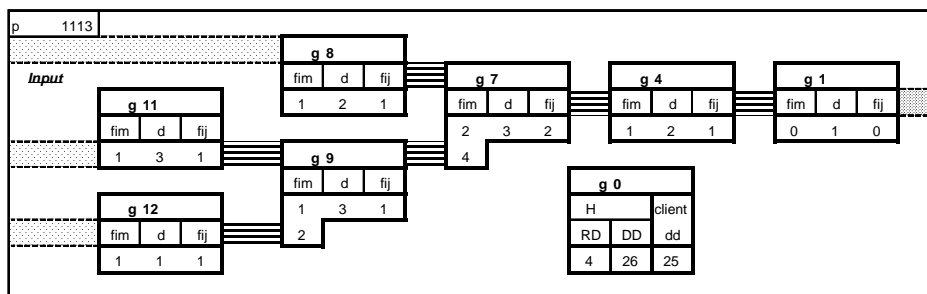 p 1113
g 8
Input
fim d fij
1 2 1
g 7
fim d fij
2 3 2
4
g 4
fim d fij
1 2 1
g 1
fim d fij
0 1 0
g 11
fim d fij
1 3 1
g 9
fim d fij
1 3 1
2
g 12
fim d fij
1 1 1
g 0
H client
RD DD dd
4 26 25